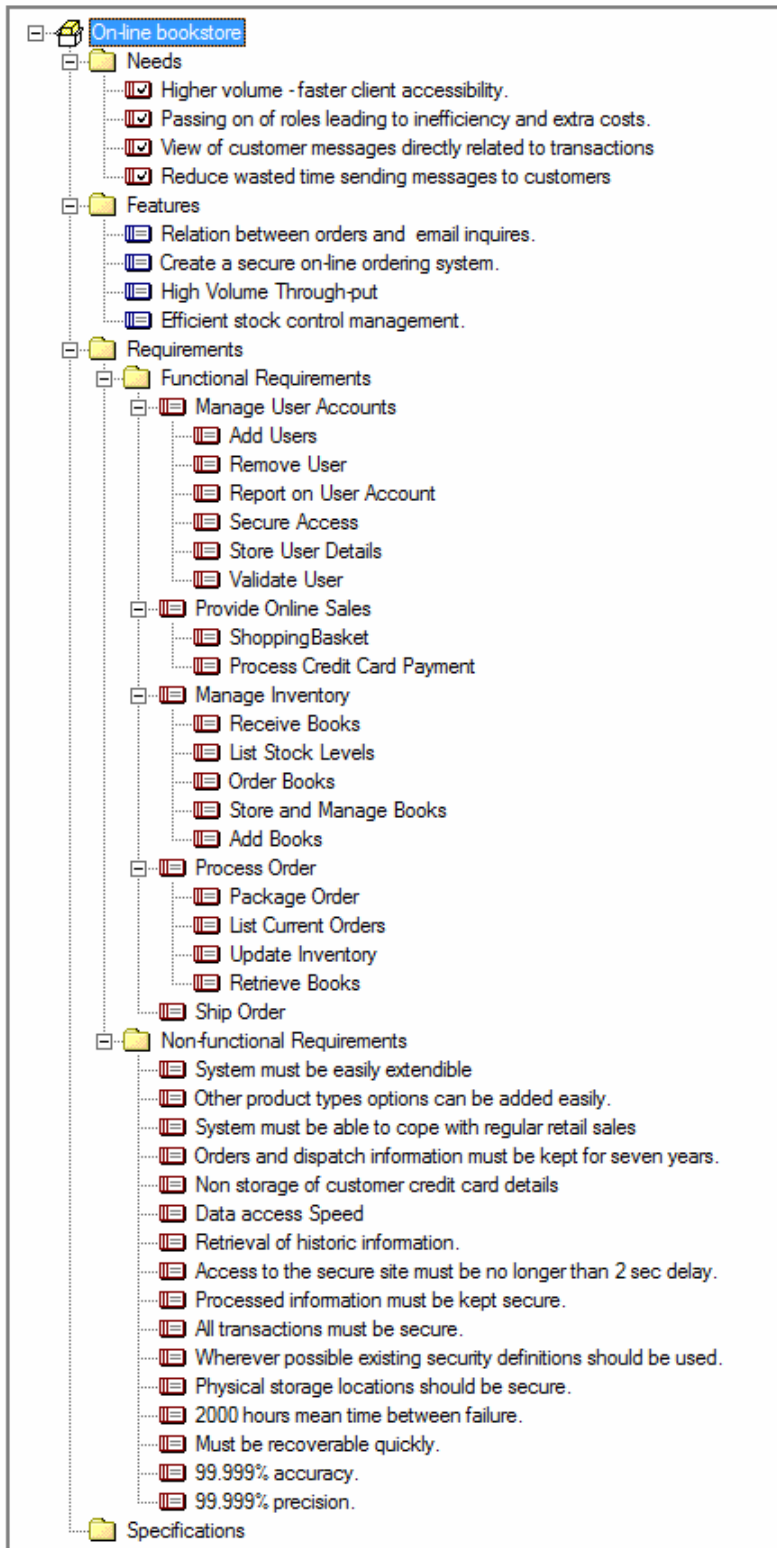 On-line bookstore
Needs
Higher volume - faster client accessibility.
Passing on of roles leading to inefficiency and extra costs.
View of customer messages directly related to transactions
Reduce wasted time sending messages to customers
Features
Relation between orders and email inquires.
Create a secure on-line ordering system.
High Volume Through-put
Efficient stock control management.
Requirements
Functional Requirements
Manage User Accounts
Add Users
Remove User
Report on User Account
Secure Access
Store User Details
Validate User
Provide Online Sales
ShoppingBasket
Process Credit Card Payment
Manage Inventory
Receive Books
List Stock Levels
Order Books
Store and Manage Books
Add Books
Process Order
Package Order
List Current Orders
Update Inventory
Retrieve Books
Ship Order
Non-functional Requirements
System must be easily extendible
Other product types options can be added easily.
System must be able to cope with regular retail sales
Orders and dispatch information must be kept for seven years.
Non storage of customer credit card details
Data access Speed
Retrieval of historic information.
Access to the secure site must be no longer than 2 sec delay.
Processed information must be kept secure.
All transactions must be secure.
Wherever possible existing security definitions should be used.
Physical storage locations should be secure.
2000 hours mean time between failure.
Must be recoverable quickly.
99.999% accuracy.
99.999% precision.
Specifications